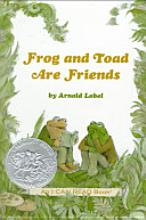 Frog and Toad
Are Friends
by Arnold Lobel
An I CAN READ Book